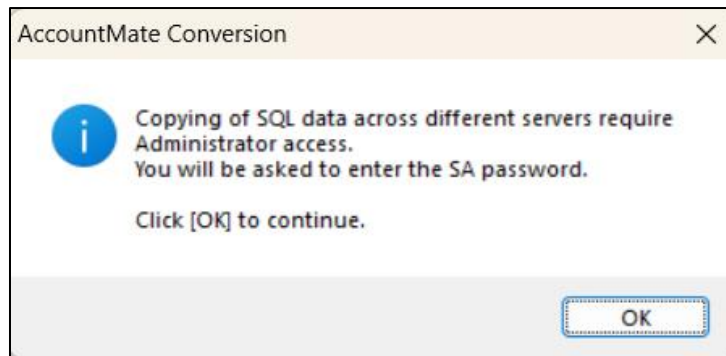 AccountMate Conversion
Copying of SQL data across different servers require
Administrator access.
You will be asked to enter the SA password.
Click [OK] to continue.
OK